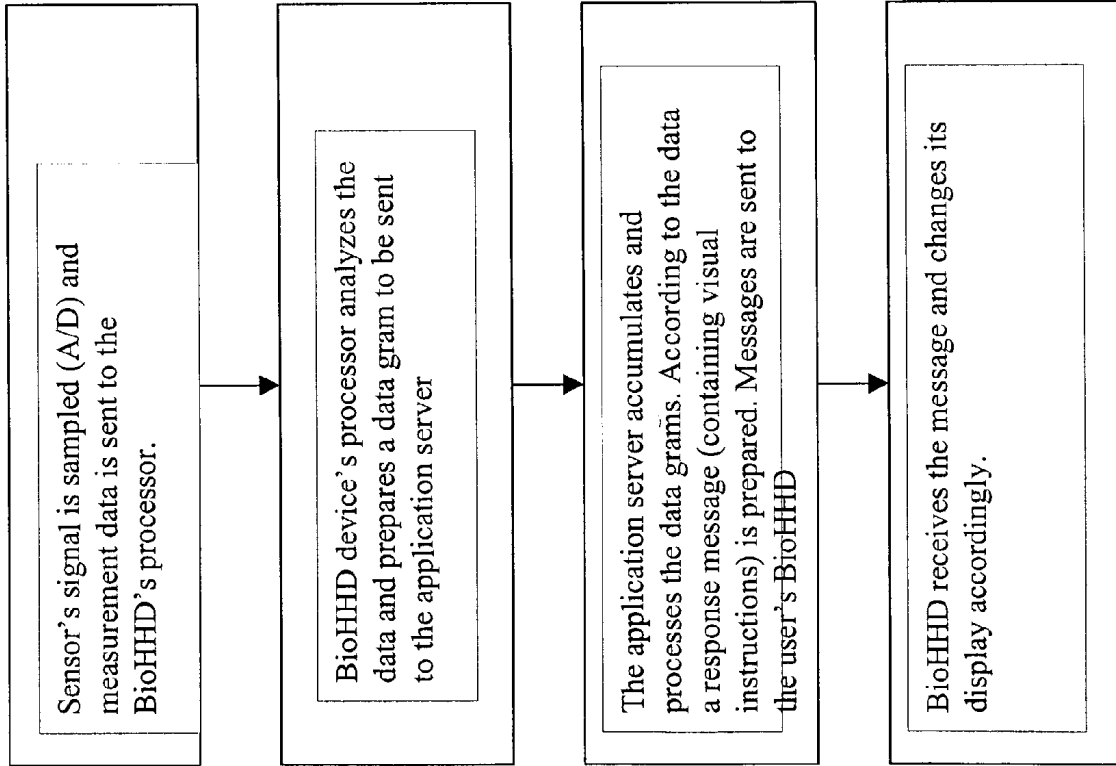 Sensor's signal is sampled (A/D) and
measurement data is sent to the
BioHHD's processor.
BioHHD device's processor analyzes the
data and prepares a data gram to be sent
to the application server
The application server accumulates and
processes the data grams. According to the data
a response message (containing visual
instructions) is prepared. Messages are sent to
the user's BioHHD
BioHHD receives the message and changes its
display accordingly.